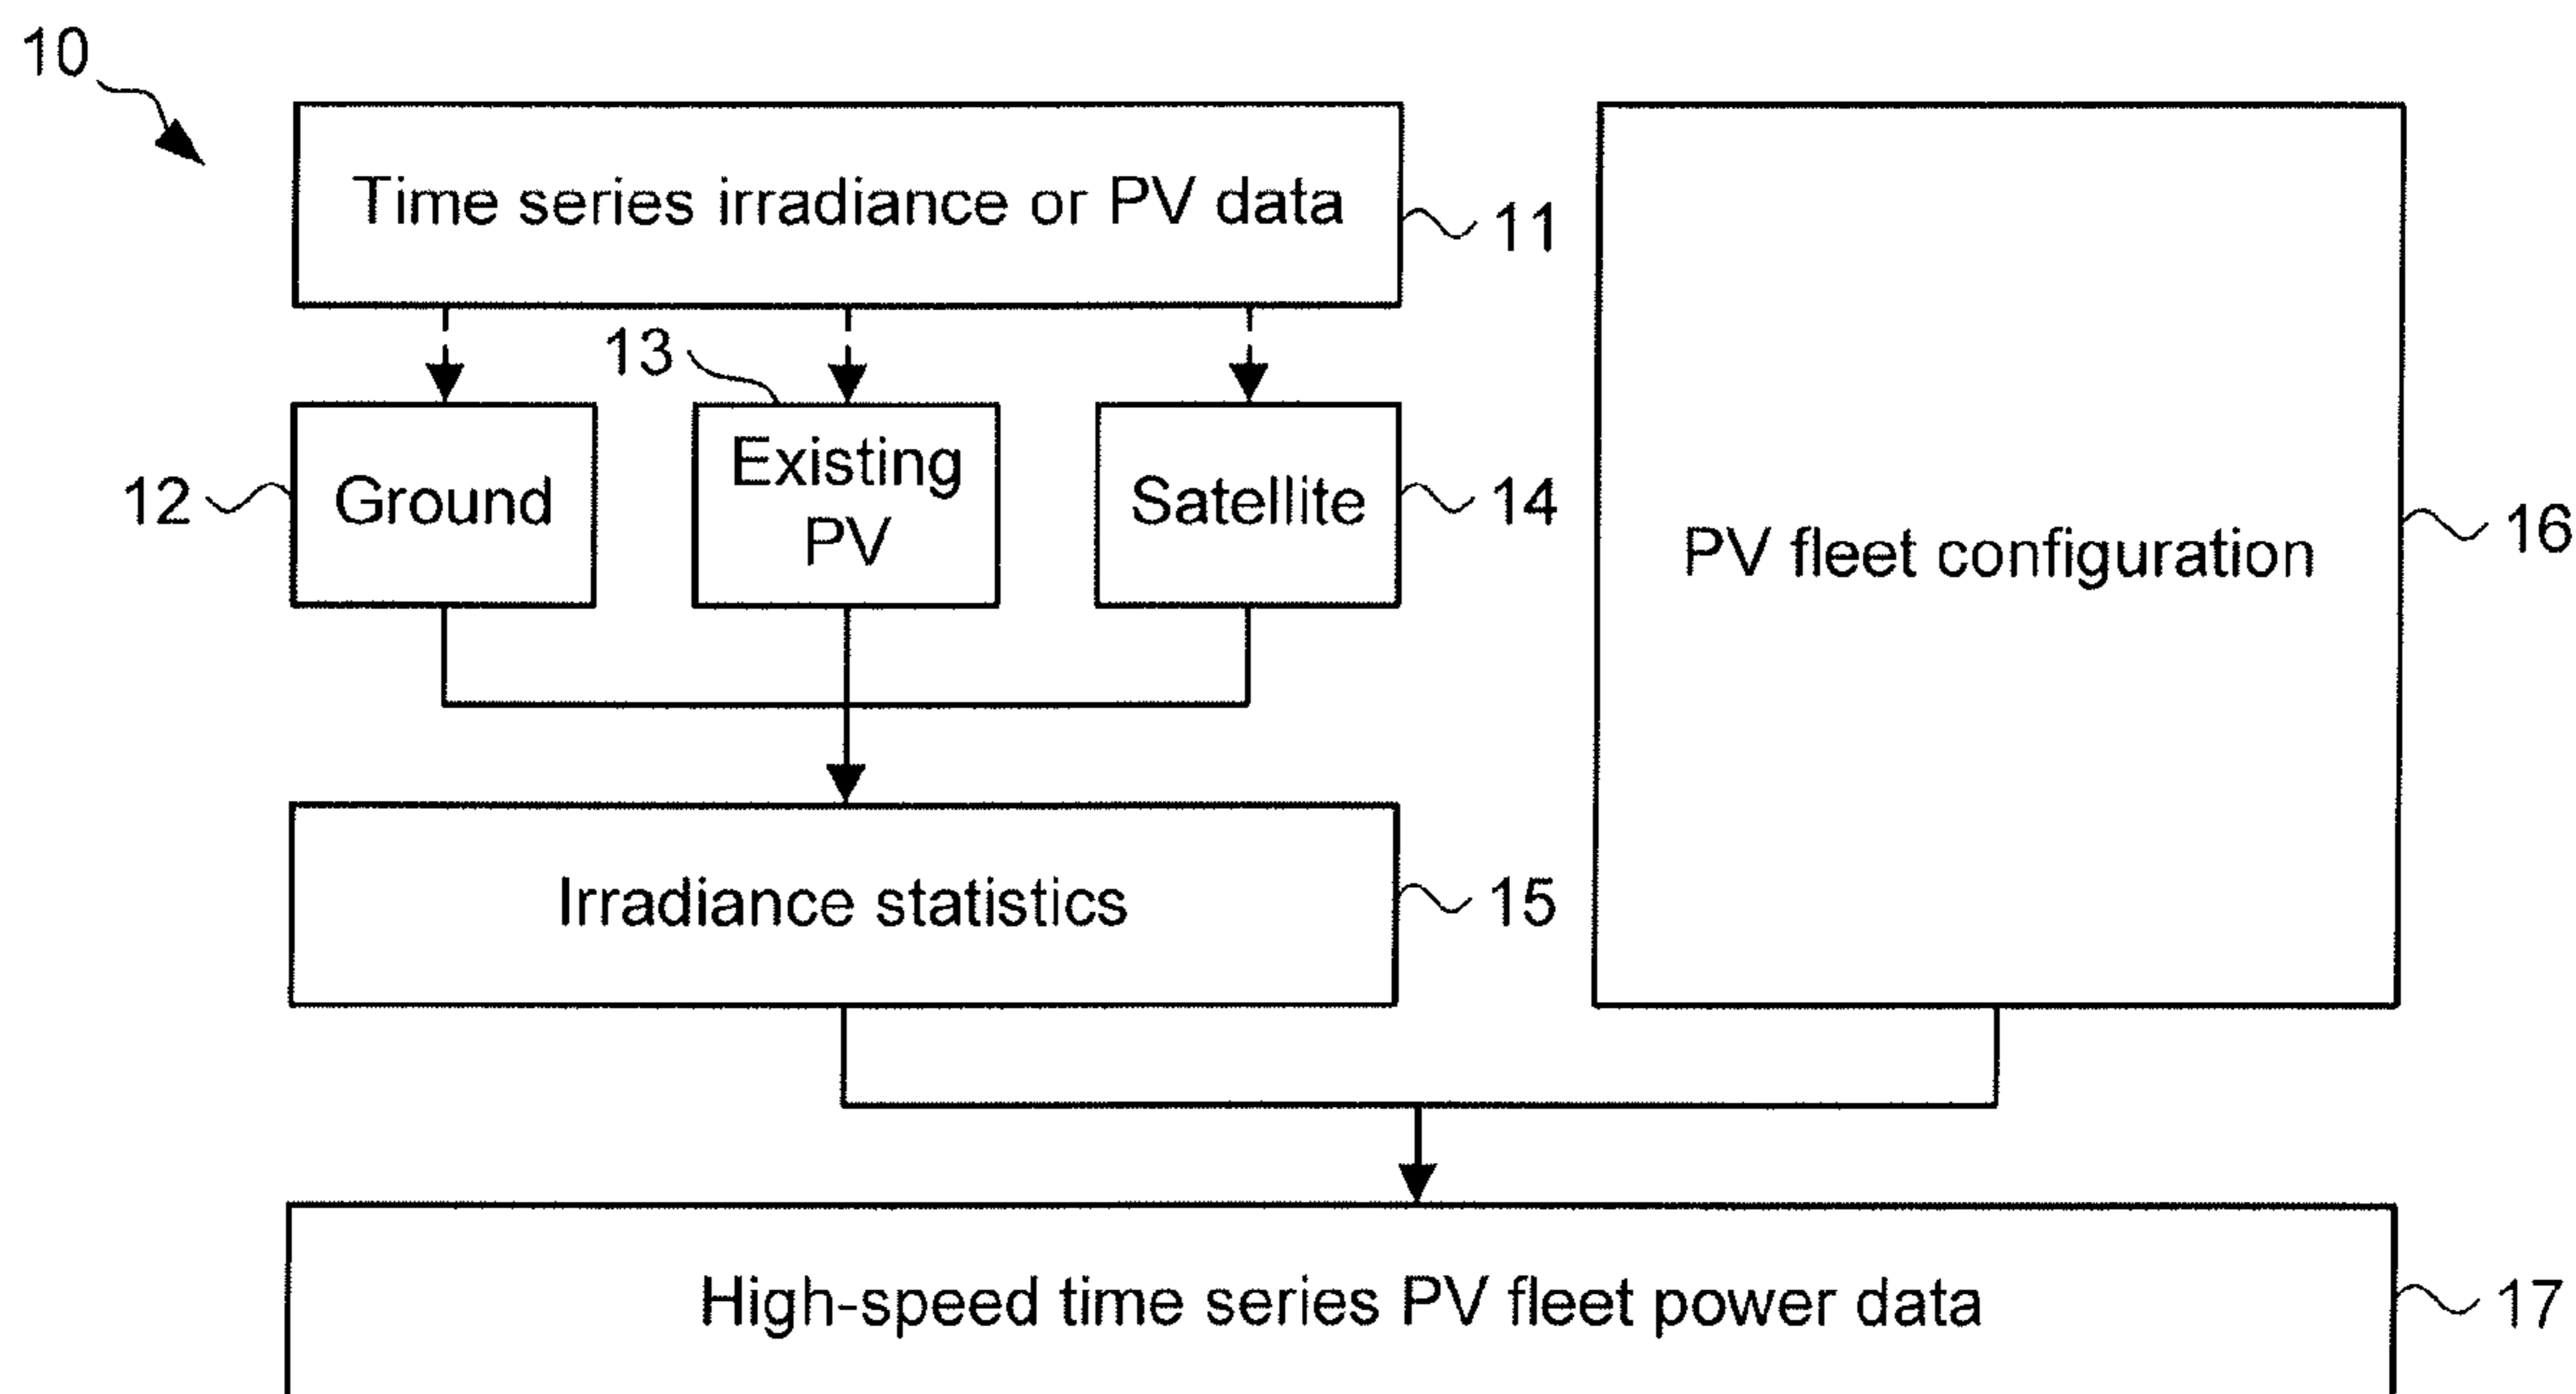 10
Time series irradiance or PV data
11
13
12
Ground
Existing
PV
Satellite
14
PV fleet configuration
16
Irradiance statistics
15
High-speed time series PV fleet power data
17